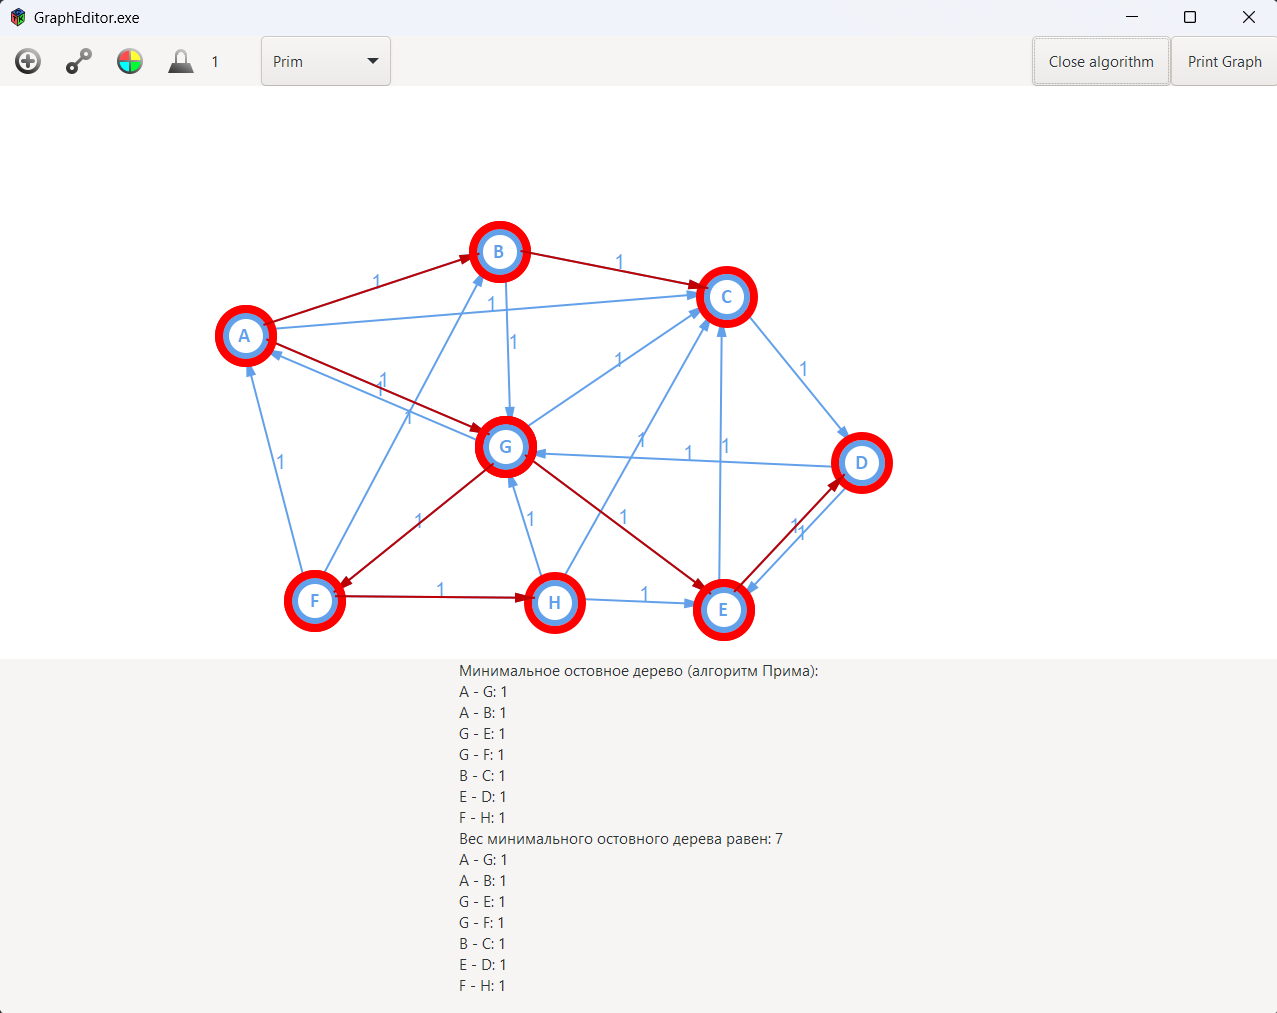 GraphEditor.exe
1 Prim Close algorithm Print Graph
B
1
1
C
1
A
1
1
1
1
1
1
G
1
1
1
D
1
1
1
1
1
1
1
1
F
H
E
Минимальное остовное дерево (алгоритм Прима):
A - G: 1
A - B: 1
G - E: 1
G - F: 1
B - C: 1
E - D: 1
F - H: 1
Вес минимального остовного дерева равен: 7
A - G: 1
A - B: 1
G - E: 1
G - F: 1
B - C: 1
E - D: 1
F - H: 1